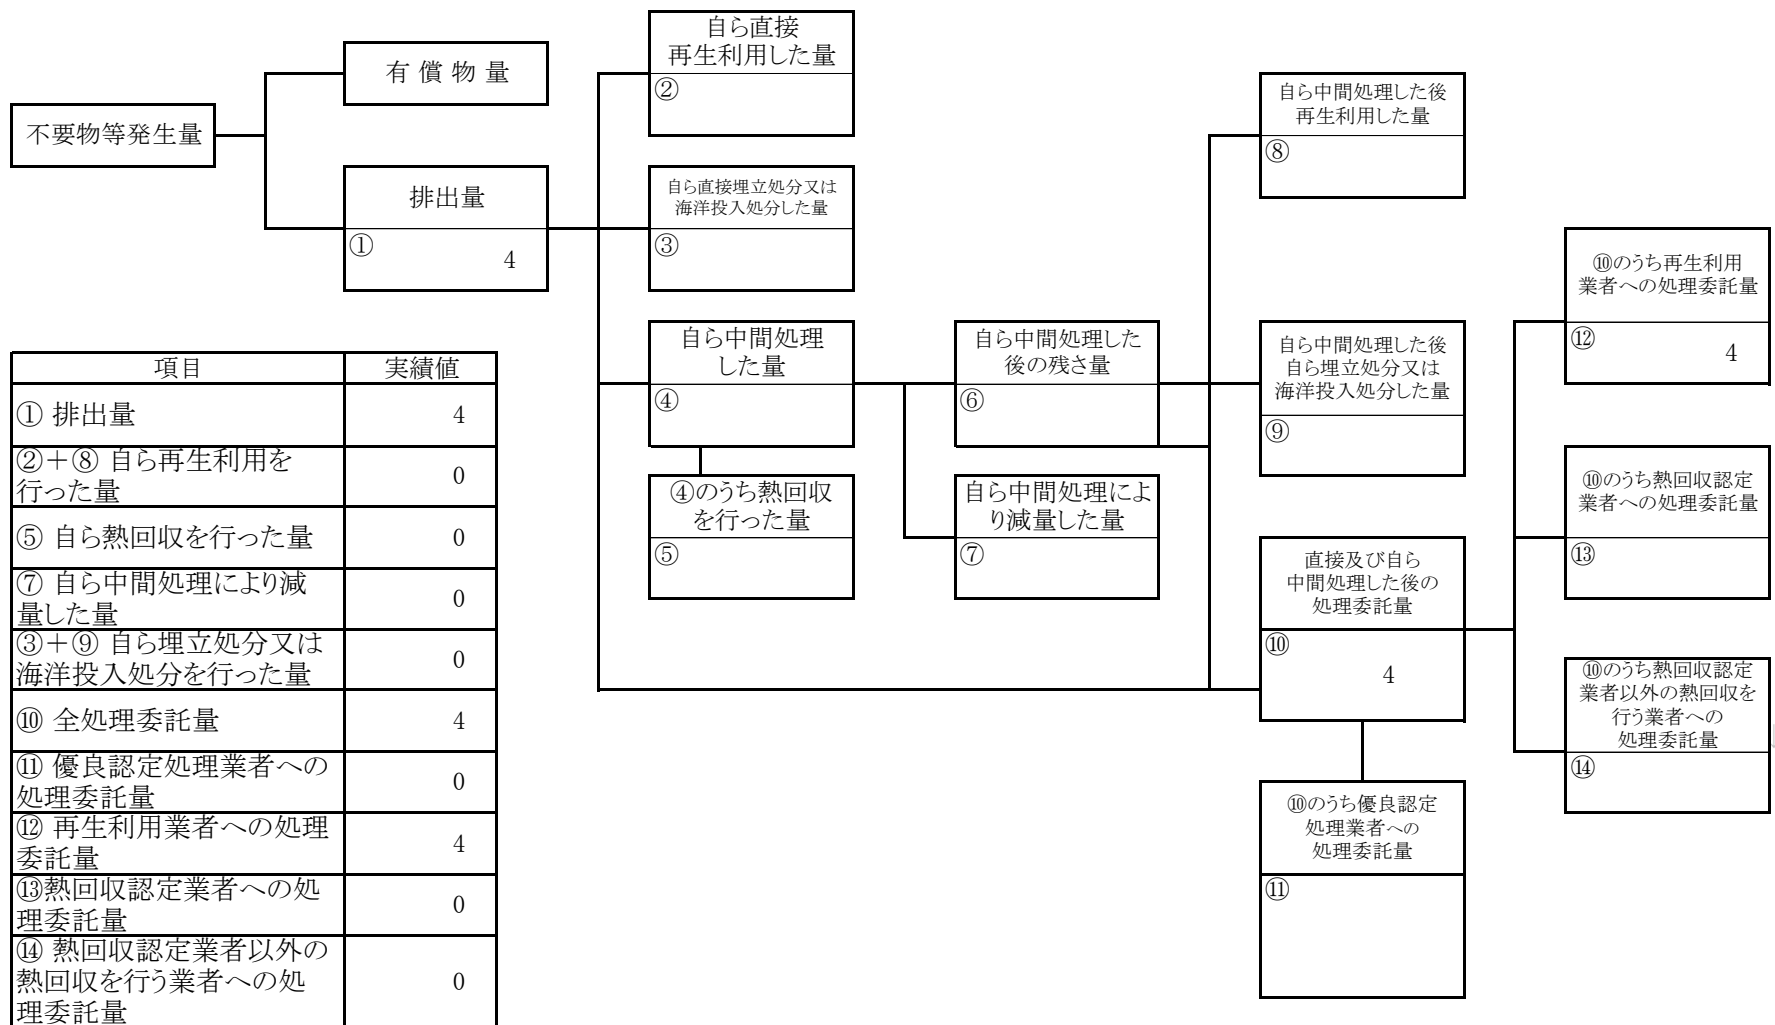 不要物等発生量
有 償 物 量
排出量
①
4
自ら直接
再生利用した量
②
自ら直接埋立処分又は
海洋投入処分した量
③
自ら中間処理
した量
④
④のうち熱回収
を行った量
⑤
自ら中間処理した
後の残さ量
⑥
自ら中間処理によ
り減量した量
⑦
自ら中間処理した後
再生利用した量
⑧
自ら中間処理した後
自ら埋立処分又は
海洋投入処分した量
⑨
直接及び自ら
中間処理した後の
処理委託量
⑩
4
⑩のうち優良認定
処理業者への
処理委託量
⑪
⑩のうち再生利用
業者への処理委託量
⑫
4
⑩のうち熱回収認定
業者への処理委託量
⑬
⑩のうち熱回収認定
業者以外の熱回収を
行う業者への
処理委託量
⑭
項目 実績値
① 排出量 4
②+⑧ 自ら再生利用を
行った量 0
⑤ 自ら熱回収を行った量 0
⑦ 自ら中間処理により減
量した量 0
③+⑨ 自ら埋立処分又は
海洋投入処分を行った量 0
⑩ 全処理委託量 4
⑪ 優良認定処理業者への
処理委託量 0
⑫ 再生利用業者への処理
委託量 4
⑬熱回収認定業者への処
理委託量 0
⑭ 熱回収認定業者以外の
熱回収を行う業者への処
理委託量 0